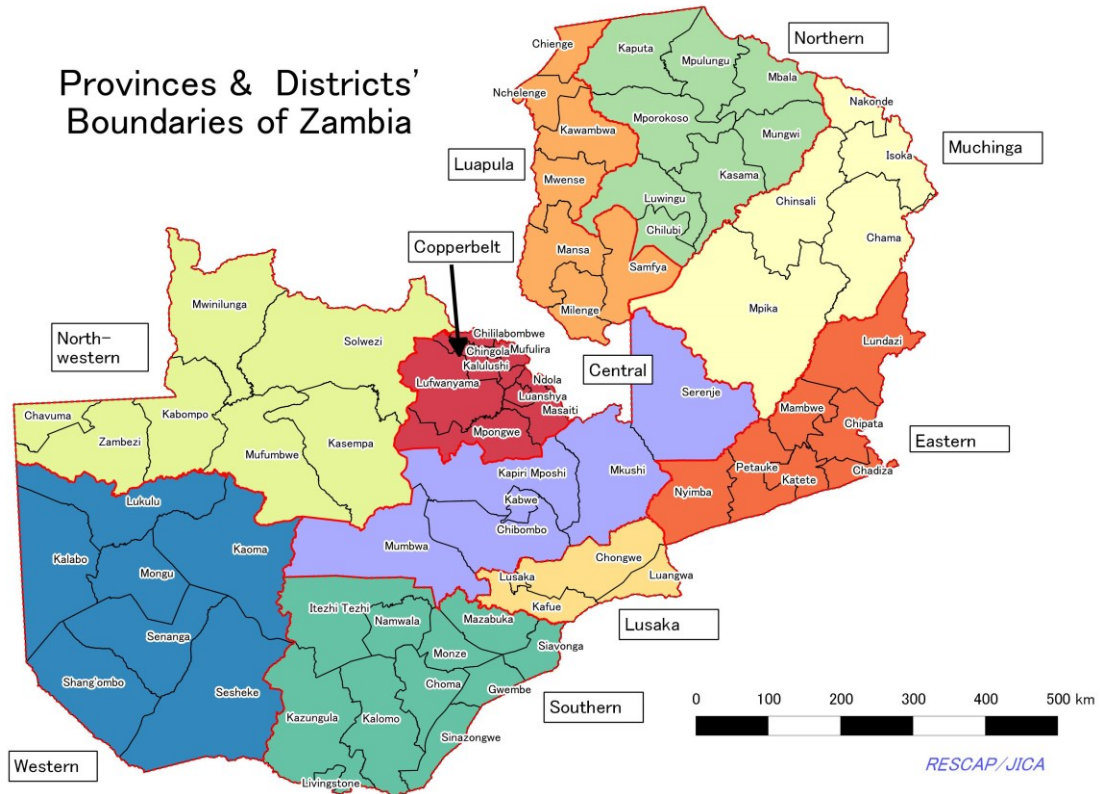 Provinces & Districts'
Boundaries of Zambia
Northern
Chienge
Kaputa
Mpulungu
Mbala
Nchelenge
Nakonde
Mporokoso
Kawambwa
Mungwi
Isoka
Muchinga
Luapula
Kasama
Mwense
Luwingu
Chinsali
Chilubi
Chama
Copperbelt
Mansa
Samfya
Mpika
Milenge
Mwinilunga
North-
western
Solwezi
Chililabombwe
Chingola
Mufulira
Kalulushi
Lufwanyama
Ndola
Luanshya
Masaiti
Mpongwe
Central
Serenje
Lundazi
Mambwe
Chipata
Eastern
Chavuma
Kabompo
Zambezi
Mufumbwe
Kasempa
Kapiri Mposhi
Mkushi
Petauke
Katete
Chadiza
Nyimba
Kabwe
Chibombo
Lukulu
Kaoma
Mumbwa
Kalabo
Mongu
Chongwe
Lusaka
Luangwa
Kafue
Lusaka
Itezhi Tezhi
Namwala
Mazabuka
Siavonga
Senanga
Monze
Shang'ombo
Sesheke
Choma
Gwembe
Kazungula
Kalomo
Southern
Sinazongwe
Livingstone
Western
0 100 200 300 400 500 km
RESCAP/JICA